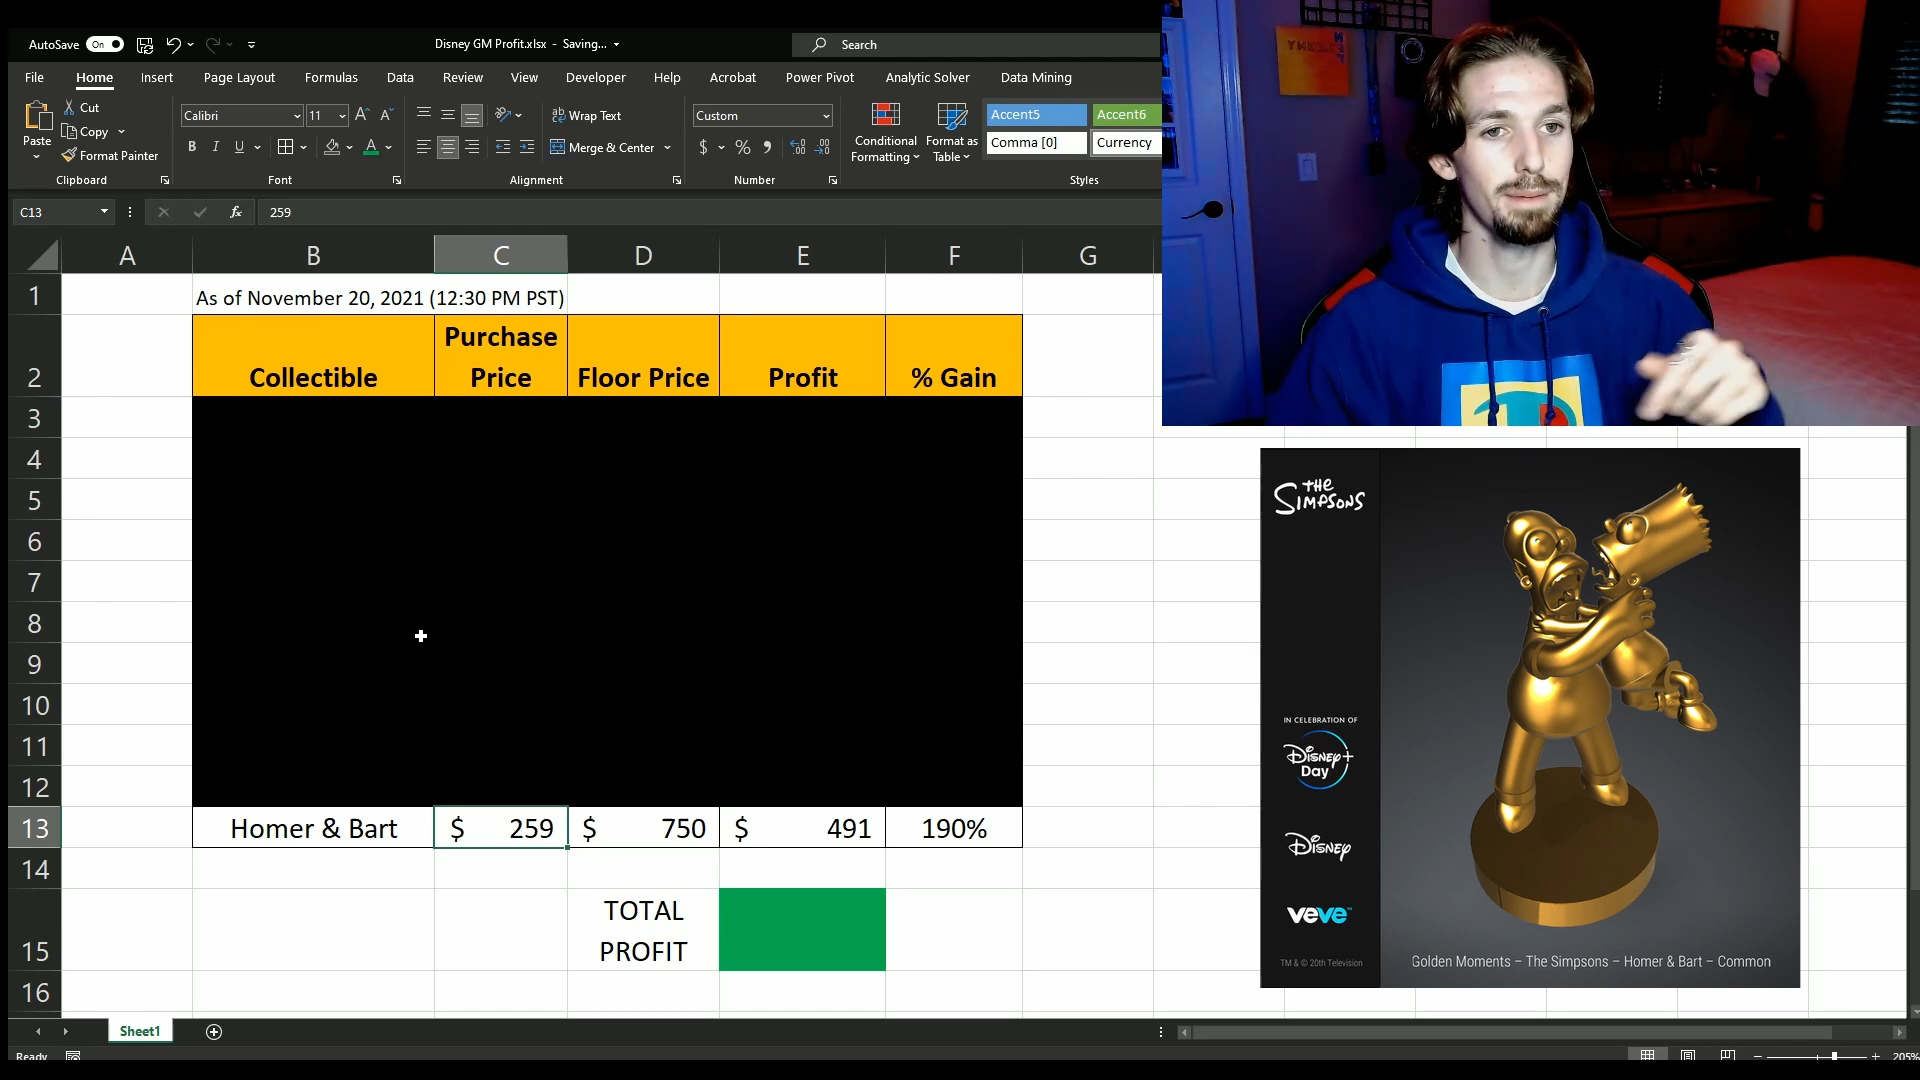 AutoSave On Disney GM Profit.xlsx - Saving... Search
File Home Insert Page Layout Formulas Data Review View Developer Help Acrobat Power Pivot Analytic Solver Data Mining
Paste Cut Copy Format Painter
Calibri 11
B I U A
ab Wrap Text
Merge & Center
Custom
$ %
Conditional Formatting
Format as Table
Accent5 Accent6
Comma [0] Currency
Clipboard Font Alignment Number Styles
C13 fx 259
A B C D E F G
1 As of November 20, 2021 (12:30 PM PST)
2 Collectible Purchase Price Floor Price Profit % Gain
3
4
5
6
7
8
9
10
11
12
13 Homer & Bart $ 259 $ 750 $ 491 190%
14
15 TOTAL PROFIT
16
Sheet1
Ready
205%
THE SIMPSONS
IN CELEBRATION OF
Disney+
Day
Disney
veve™
TM & © 20th Television
Golden Moments – The Simpsons – Homer & Bart – Common